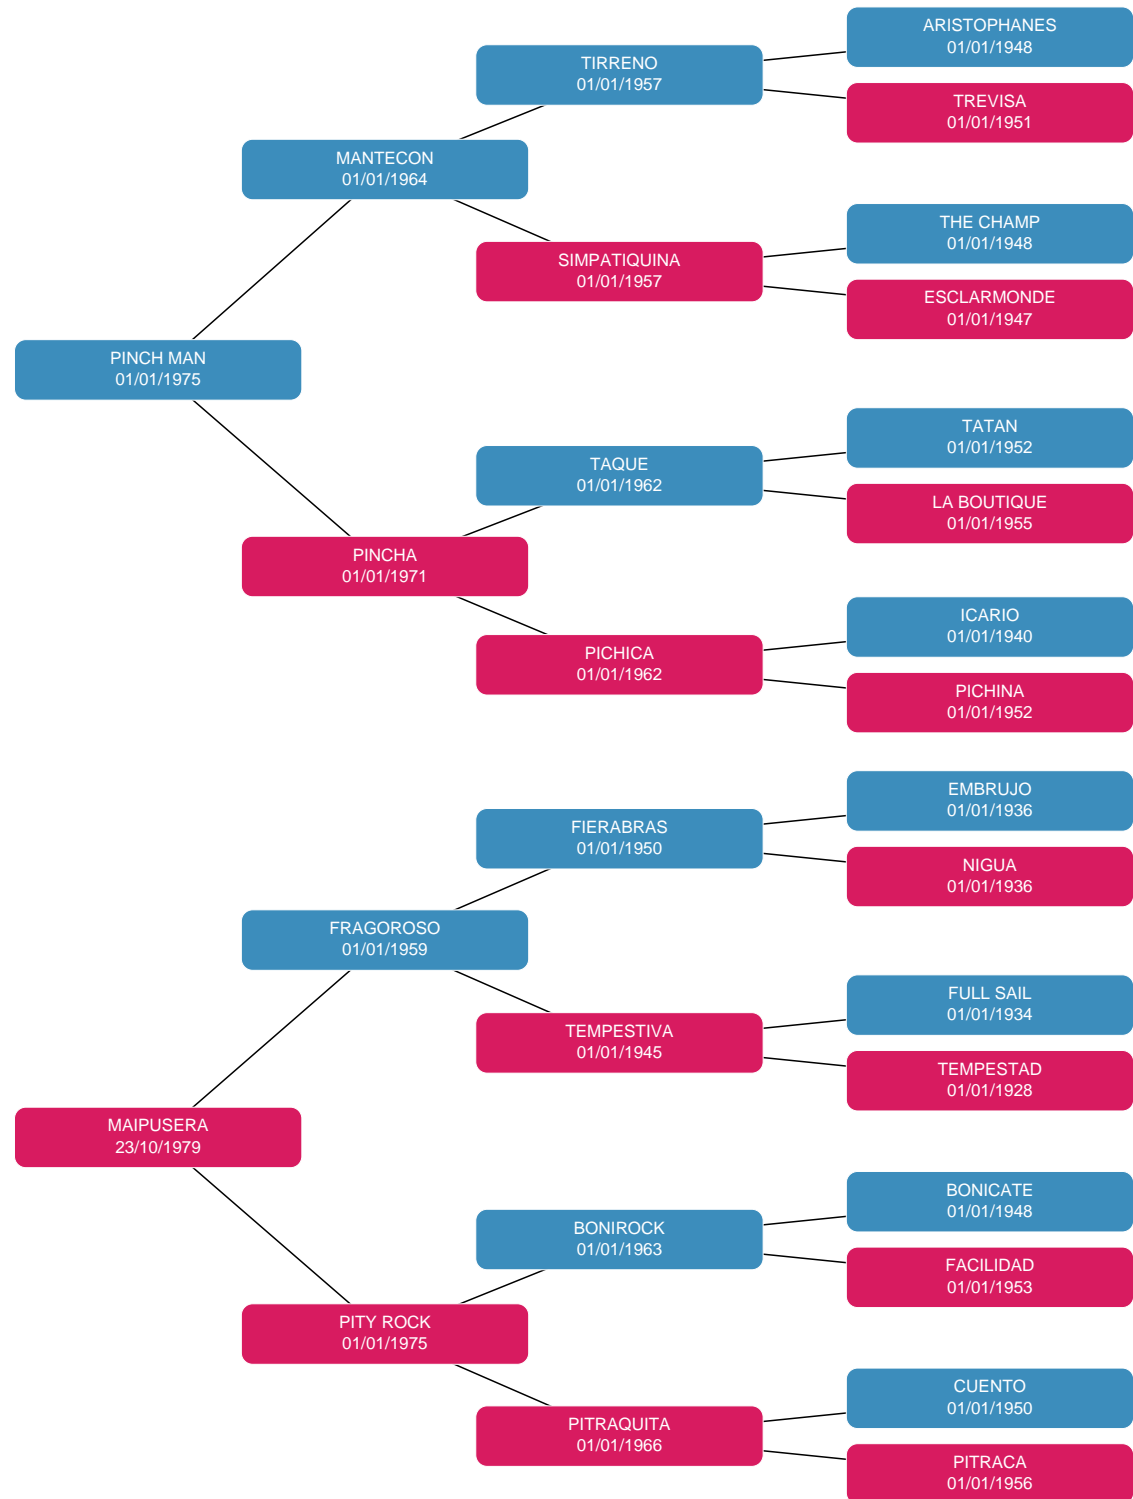 ARISTOPHANES
01/01/1948
TIRRENO
01/01/1957
TREVISA
01/01/1951
MANTECON
01/01/1964
THE CHAMP
01/01/1948
SIMPATIQUINA
01/01/1957
ESCLARMONDE
01/01/1947
PINCH MAN
01/01/1975
TATAN
01/01/1952
TAQUE
01/01/1962
LA BOUTIQUE
01/01/1955
PINCHA
01/01/1971
ICARIO
01/01/1940
PICHICA
01/01/1962
PICHINA
01/01/1952
EMBRUJO
01/01/1936
FIERABRAS
01/01/1950
NIGUA
01/01/1936
FRAGOROSO
01/01/1959
FULL SAIL
01/01/1934
TEMPESTIVA
01/01/1945
TEMPESTAD
01/01/1928
MAIPUSERA
23/10/1979
BONICATE
01/01/1948
BONIROCK
01/01/1963
FACILIDAD
01/01/1953
PITY ROCK
01/01/1975
CUENTO
01/01/1950
PITRAQUITA
01/01/1966
PITRACA
01/01/1956